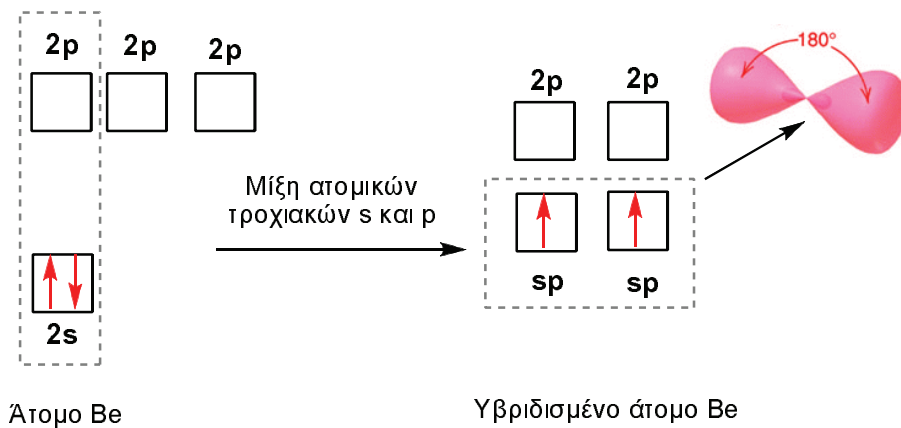 2p 2p 2p
2s
Άτομο Be
Μίξη ατομικών
τροχιακών s και p
2p 2p
sp sp
Υβριδισμένο άτομο Be
180°